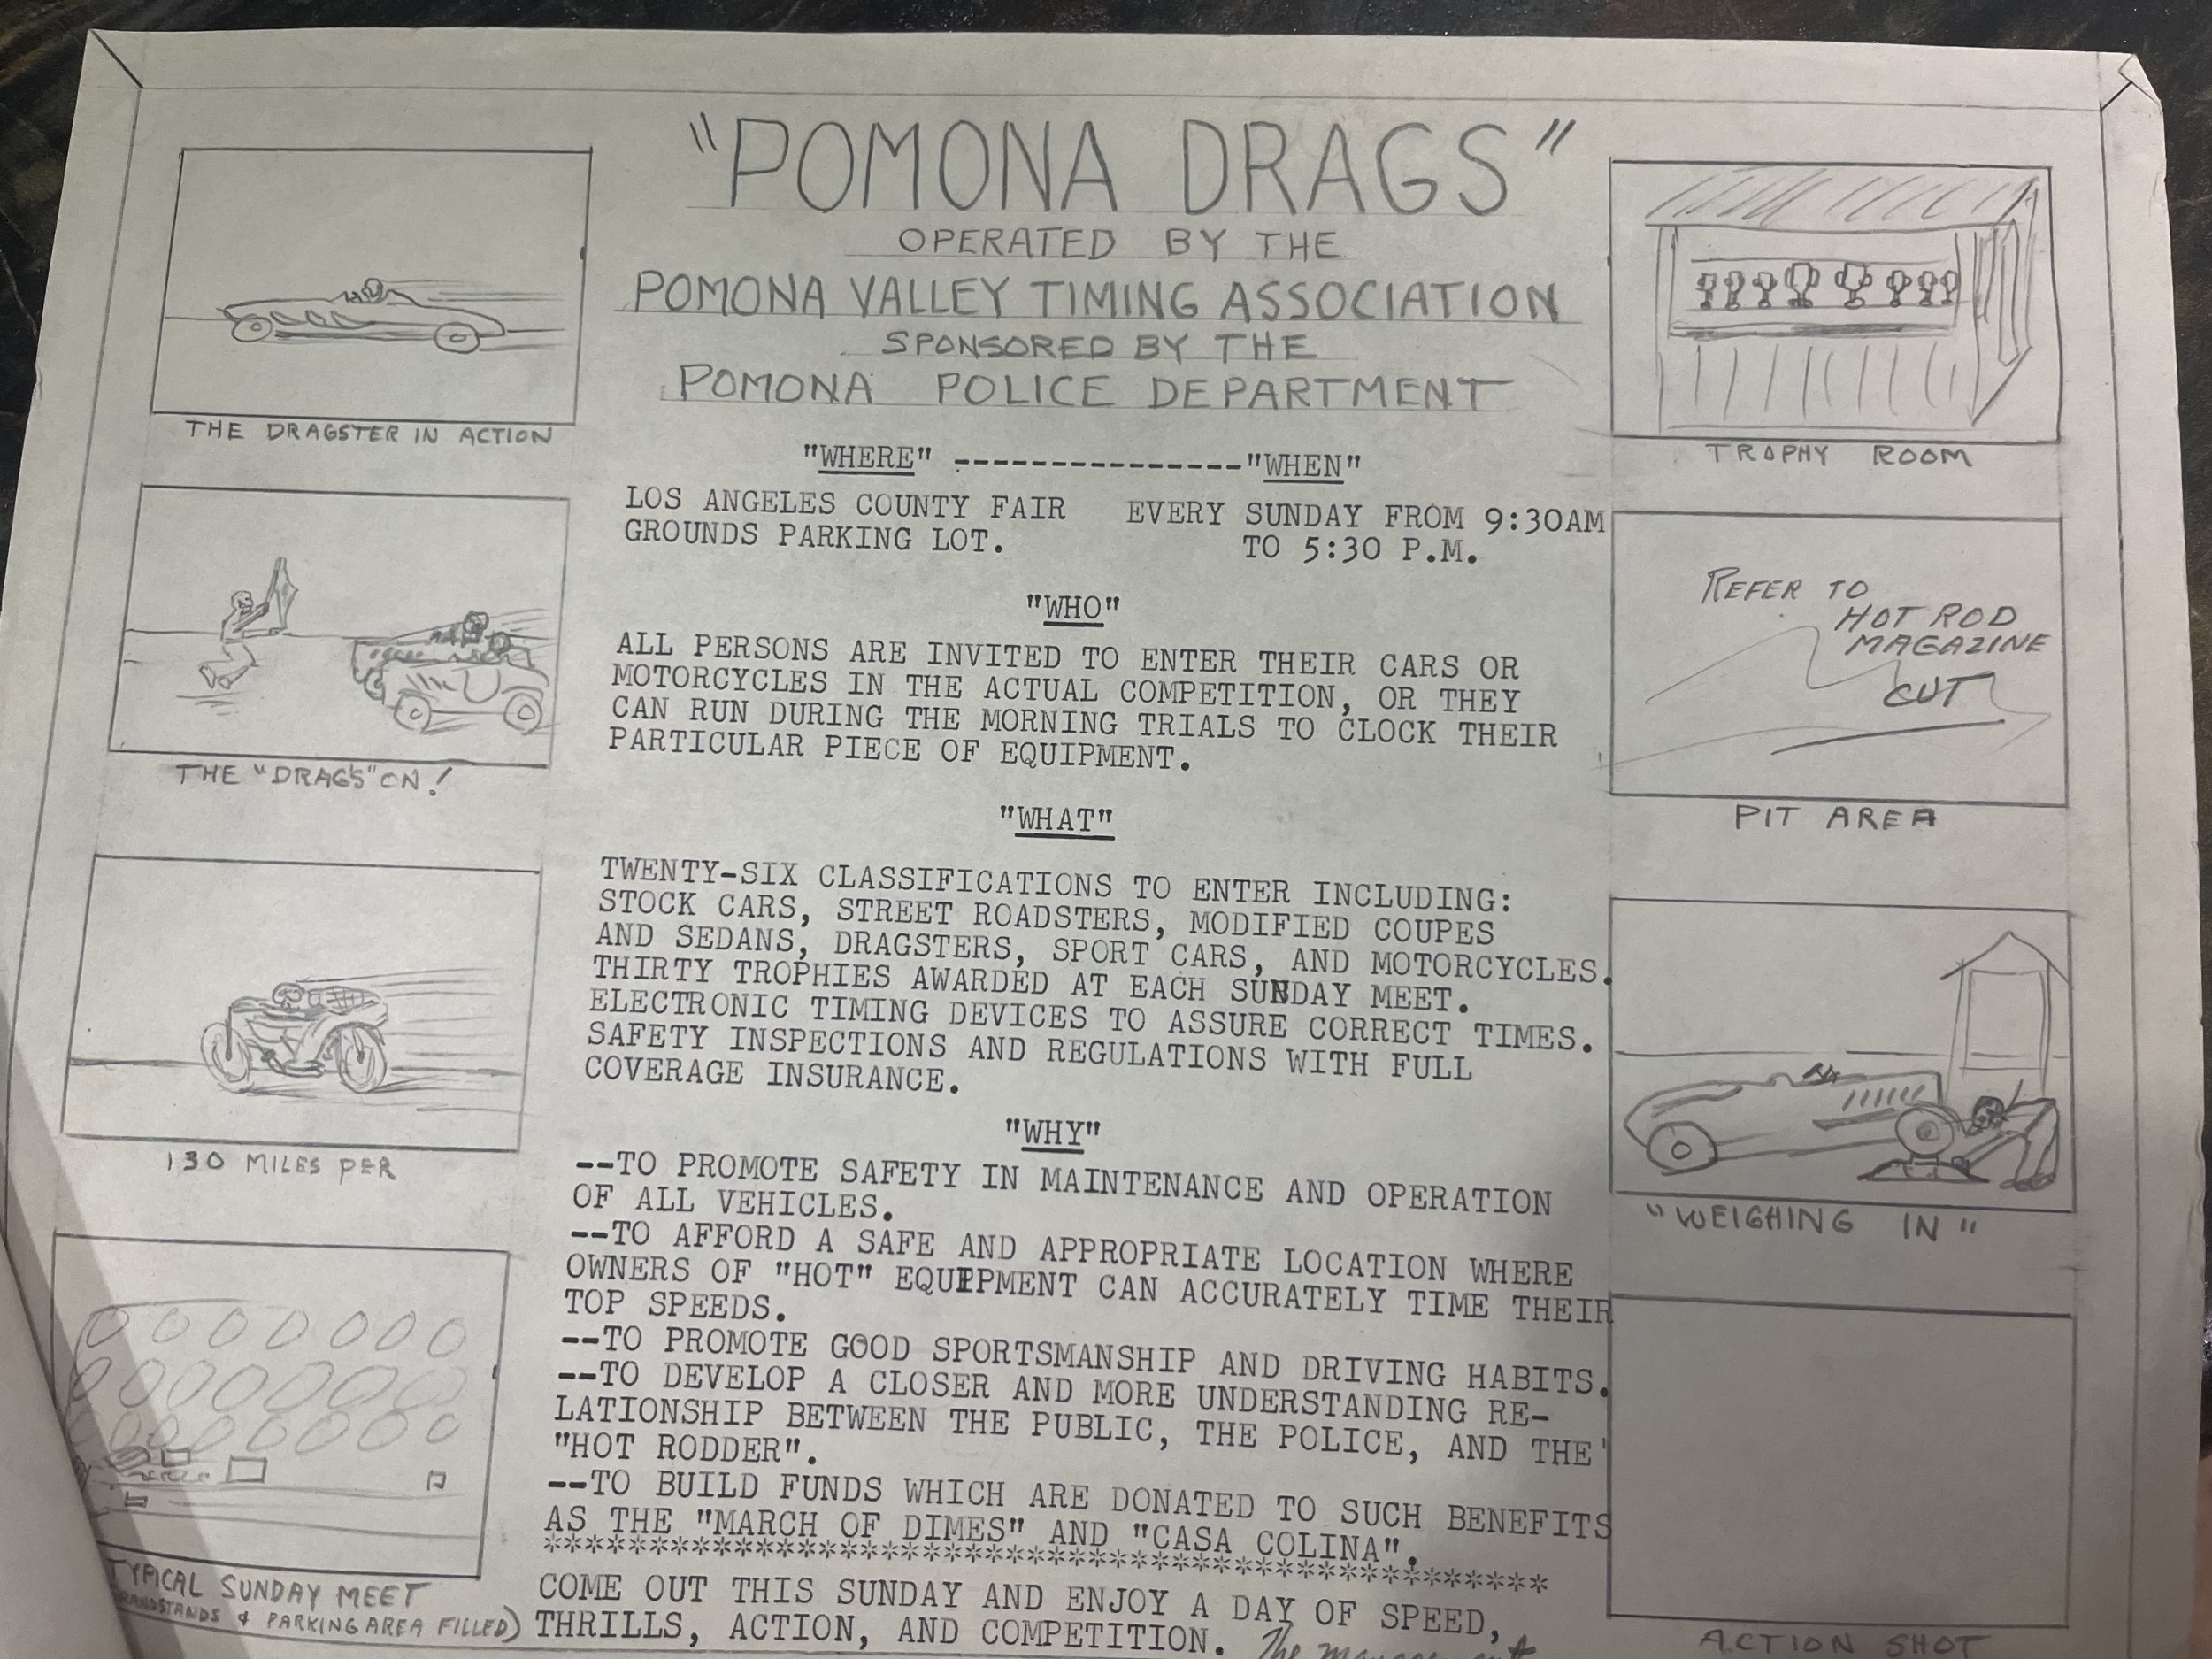 "POMONA DRAGS"
OPERATED BY THE
POMONA VALLEY TIMING ASSOCIATION
SPONSORED BY THE
POMONA POLICE DEPARTMENT
"WHERE" ---------------"WHEN"
LOS ANGELES COUNTY FAIR EVERY SUNDAY FROM 9:30AM
GROUNDS PARKING LOT. TO 5:30 P.M.
"WHO"
ALL PERSONS ARE INVITED TO ENTER THEIR CARS OR
MOTORCYCLES IN THE ACTUAL COMPETITION, OR THEY
CAN RUN DURING THE MORNING TRIALS TO CLOCK THEIR
PARTICULAR PIECE OF EQUIPMENT.
"WHAT"
TWENTY-SIX CLASSIFICATIONS TO ENTER INCLUDING:
STOCK CARS, STREET ROADSTERS, MODIFIED COUPES
AND SEDANS, DRAGSTERS, SPORT CARS, AND MOTORCYCLES.
THIRTY TROPHIES AWARDED AT EACH SUNDAY MEET.
ELECTRONIC TIMING DEVICES TO ASSURE CORRECT TIMES.
SAFETY INSPECTIONS AND REGULATIONS WITH FULL
COVERAGE INSURANCE.
"WHY"
--TO PROMOTE SAFETY IN MAINTENANCE AND OPERATION
OF ALL VEHICLES.
--TO AFFORD A SAFE AND APPROPRIATE LOCATION WHERE
OWNERS OF "HOT" EQUIPMENT CAN ACCURATELY TIME THEIR
TOP SPEEDS.
--TO PROMOTE GOOD SPORTSMANSHIP AND DRIVING HABITS.
--TO DEVELOP A CLOSER AND MORE UNDERSTANDING RE-
LATIONSHIP BETWEEN THE PUBLIC, THE POLICE, AND THE
"HOT RODDER".
--TO BUILD FUNDS WHICH ARE DONATED TO SUCH BENEFITS
AS THE "MARCH OF DIMES" AND "CASA COLINA".
COME OUT THIS SUNDAY AND ENJOY A DAY OF SPEED,
THRILLS, ACTION, AND COMPETITION. The management
THE DRAGSTER IN ACTION
THE "DRAG'S" ON!
130 MILES PER
TYPICAL SUNDAY MEET
GRANDSTANDS & PARKING AREA FILLED)
TROPHY ROOM
REFER TO
HOT ROD
MAGAZINE
CUT
PIT AREA
"WEIGHING IN"
ACTION SHOT